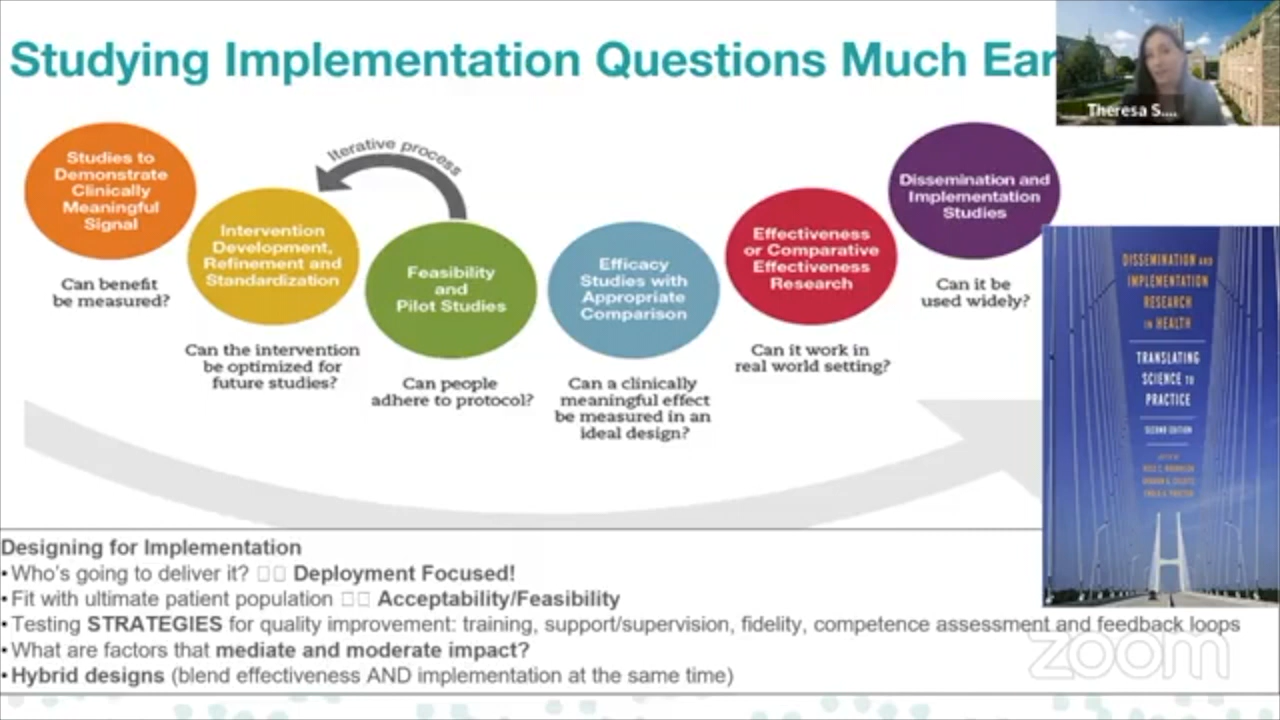 Studying Implementation Questions Much Ear
Theresa S....
Studies to
Demonstrate
Clinically
Meaningful
Signal
Can benefit
be measured?
Intervention
Development,
Refinement and
Standardization
Can the intervention
be optimized for
future studies?
Iterative process
Feasibility
and
Pilot Studies
Can people
adhere to protocol?
Efficacy
Studies with
Appropriate
Comparison
Can a clinically
meaningful effect
be measured in an
ideal design?
Effectiveness
or Comparative
Effectiveness
Research
Can it work in
real world setting?
Dissemination and
Implementation
Studies
Can it be
used widely?
DISSEMINATION AND
IMPLEMENTATION
RESEARCH
IN HEALTH
TRANSLATING
SCIENCE TO
PRACTICE
SECOND EDITION
Designing for Implementation
•Who's going to deliver it? □□ Deployment Focused!
•Fit with ultimate patient population □□ Acceptability/Feasibility
•Testing STRATEGIES for quality improvement: training, support/supervision, fidelity, competence assessment and feedback loops
•What are factors that mediate and moderate impact?
•Hybrid designs (blend effectiveness AND implementation at the same time)
zoom